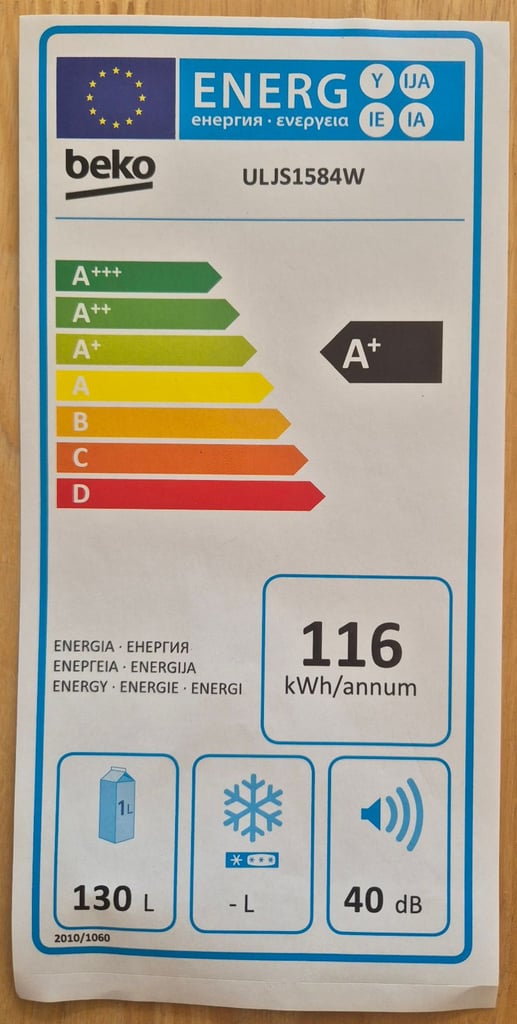 ENERG Y IJA
енергия · ενεργεια IE IA
beko
ULJS1584W
A+++
A++
A+
A
B
C
D
A+
116
kWh/annum
ENERGIA · ЕНЕРГИЯ
ΕΝΕΡΓΕΙΑ · ENERGIJA
ENERGY · ENERGIE · ENERGI
1L
130 L
- L
40 dB
2010/1060